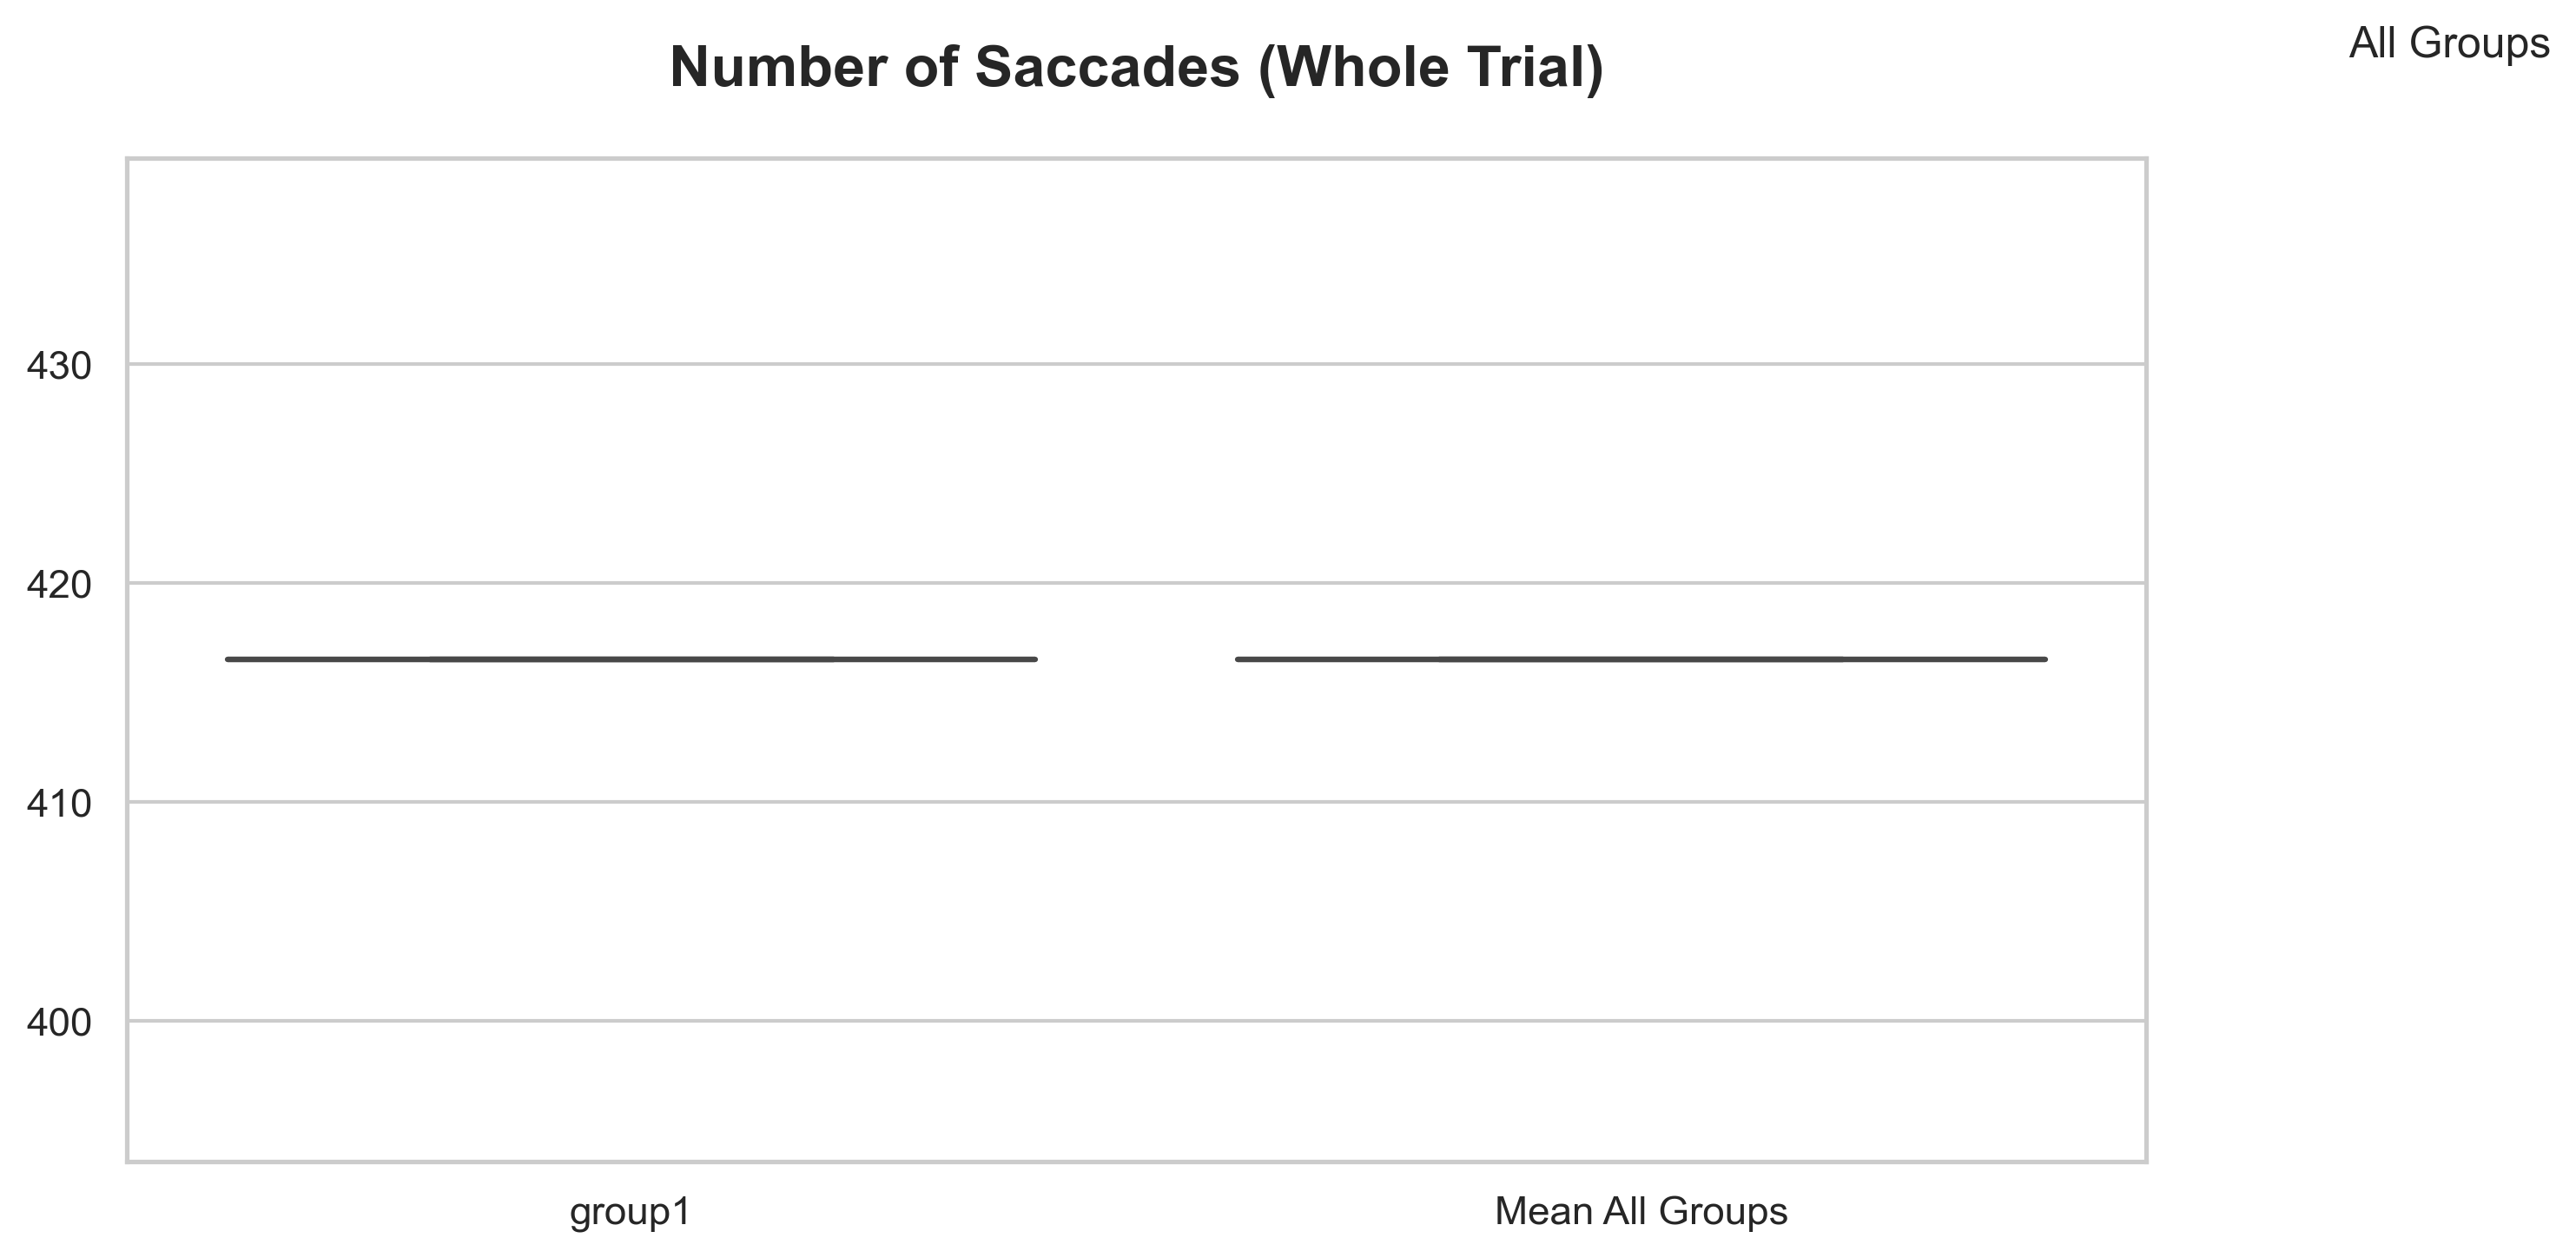 All Groups
Number of Saccades (Whole Trial)
430
420
410
400
group1
Mean All Groups